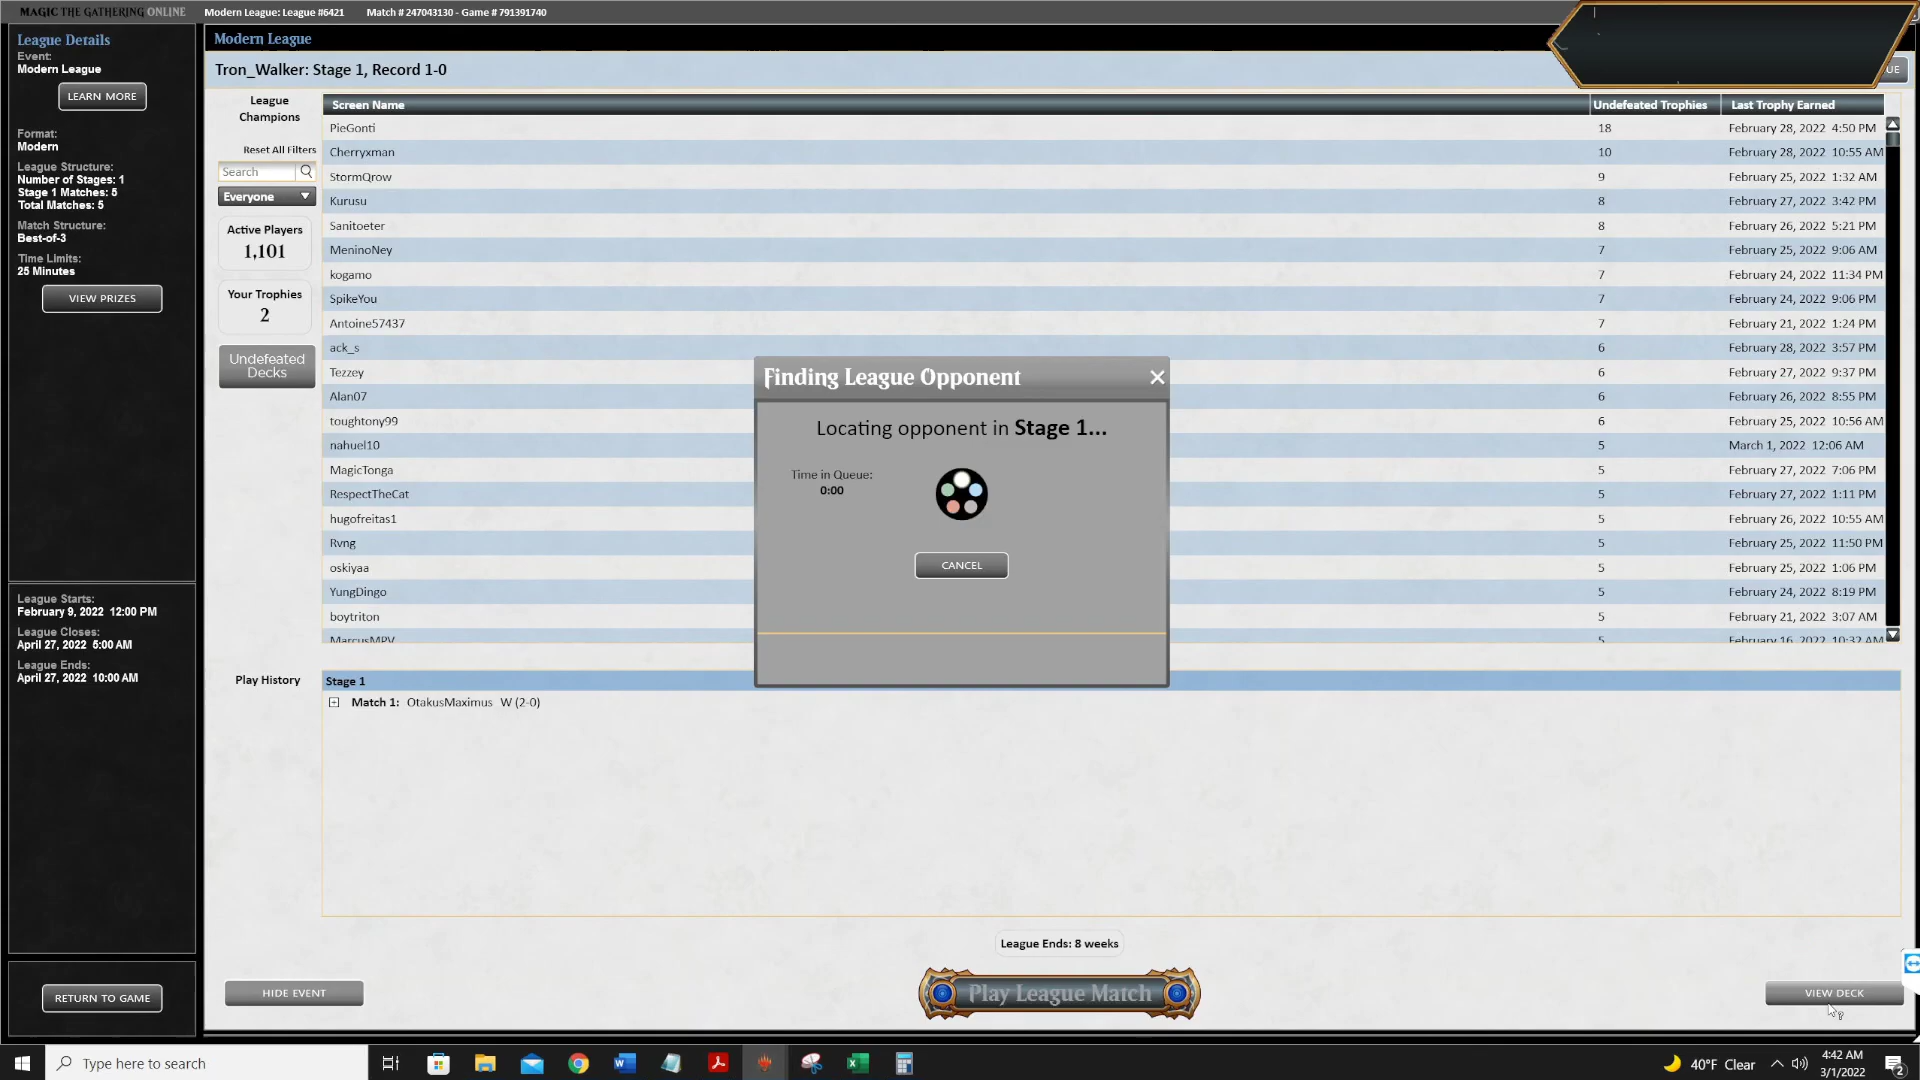 MAGIC THE GATHERING ONLINE
Modern League: League #6421 Match # 247043130 - Game # 791391740
League Details
Event:
Modern League
LEARN MORE
Format:
Modern
League Structure:
Number of Stages: 1
Stage 1 Matches: 5
Total Matches: 5
Match Structure:
Best-of-3
Time Limits:
25 Minutes
VIEW PRIZES
League Starts:
February 9, 2022 12:00 PM
League Closes:
April 27, 2022 5:00 AM
League Ends:
April 27, 2022 10:00 AM
RETURN TO GAME
Modern League
Tron_Walker: Stage 1, Record 1-0
UE
League
Champions
Reset All Filters
Search
Everyone
Active Players
1,101
Your Trophies
2
Undefeated
Decks
Screen Name Undefeated Trophies Last Trophy Earned
PieGonti 18 February 28, 2022 4:50 PM
Cherryxman 10 February 28, 2022 10:55 AM
StormQrow 9 February 25, 2022 1:32 AM
Kurusu 8 February 27, 2022 3:42 PM
Sanitoeter 8 February 26, 2022 5:21 PM
MeninoNey 7 February 25, 2022 9:06 AM
kogamo 7 February 24, 2022 11:34 PM
SpikeYou 7 February 24, 2022 9:06 PM
Antoine57437 7 February 21, 2022 1:24 PM
ack_s 6 February 28, 2022 3:57 PM
Tezzey 6 February 27, 2022 9:37 PM
Alan07 6 February 26, 2022 8:55 PM
toughtony99 6 February 25, 2022 10:56 AM
nahuel10 5 March 1, 2022 12:06 AM
MagicTonga 5 February 27, 2022 7:06 PM
RespectTheCat 5 February 27, 2022 1:11 PM
hugofreitas1 5 February 26, 2022 10:55 AM
Rvng 5 February 25, 2022 11:50 PM
oskiyaa 5 February 25, 2022 1:06 PM
YungDingo 5 February 24, 2022 8:19 PM
boytriton 5 February 21, 2022 3:07 AM
MarcusMPV 5 February 16, 2022 10:32 AM
Finding League Opponent
Locating opponent in Stage 1...
Time in Queue:
0:00
CANCEL
Play History
Stage 1
Match 1: OtakusMaximus W (2-0)
League Ends: 8 weeks
HIDE EVENT
Play League Match
VIEW DECK
Type here to search
40°F Clear
4:42 AM
3/1/2022
2